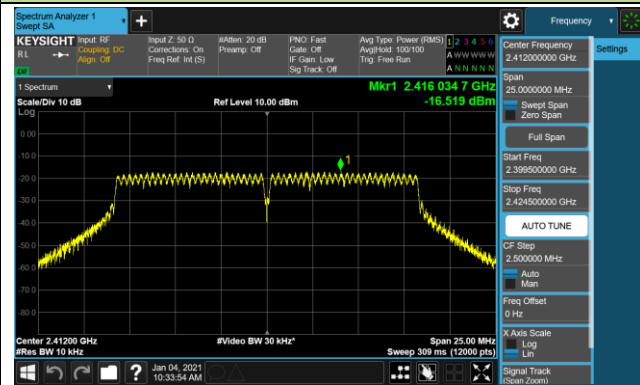 Spectrum Analyzer 1
Swept SA
Frequency
KEYSIGHT
RL
Input: RF
Coupling: DC
Align: Off
Input Z: 50 Ω
Corrections: On
Freq Ref: Int (S)
#Atten: 20 dB
Preamp: Off
PNO: Fast
Gate: Off
IF Gain: Low
Sig Track: Off
Avg Type: Power (RMS)
Avg|Hold: 100/100
Trig: Free Run
1 2 3 4 5 6
A W W W W W
A N N N N N
1 Spectrum
Scale/Div 10 dB
Log
Ref Level 10.00 dBm
Mkr1 2.416 034 7 GHz
-16.519 dBm
0.00
-10.0
-20.0
-30.0
-40.0
-50.0
-60.0
-70.0
-80.0
1
Center 2.41200 GHz
#Res BW 10 kHz
#Video BW 30 kHz*
Span 25.00 MHz
Sweep 309 ms (12000 pts)
Jan 04, 2021
10:33:54 AM
Center Frequency
2.412000000 GHz
Span
25.0000000 MHz
Swept Span
Zero Span
Full Span
Start Freq
2.399500000 GHz
Stop Freq
2.424500000 GHz
AUTO TUNE
CF Step
2.500000 MHz
Auto
Man
Freq Offset
0 Hz
X Axis Scale
Log
Lin
Signal Track
(Span Zoom)
Settings